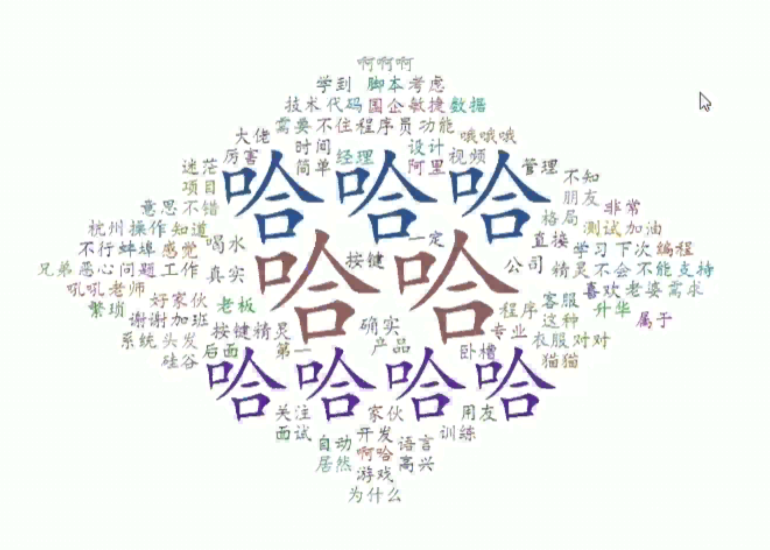 啊啊啊
学到 脚本 考虑
技术 代码 国企 敏捷 数据
需要 不住 程序员 功能
大佬 时间 设计 哦哦哦
迷茫 厉害 简单 经理 阿里 视频 管理 不知
项目 哈哈哈 朋友
意思 不错 格局 非常
杭州 操作 知道 测试 加油
不行 蚌埠 感觉 喝水 一定 直接 学习 下次 编程
兄弟 恶心 问题 工作 真实 按键 公司 精灵 不会 不能 支持
哈哈
吼吼 老师 喜欢 老婆 需求
繁琐 好家伙 老板 程序 客服 升华
谢谢 加班 按键精灵 确实 这种 属于
系统 头发 专业 衣服 对对
硅谷 后面 第一 产品 卧槽 猫猫
哈哈哈哈
关注 家伙 用友
面试 自动 开发 语言 训练
居然 啊哈 高兴
游戏
为什么